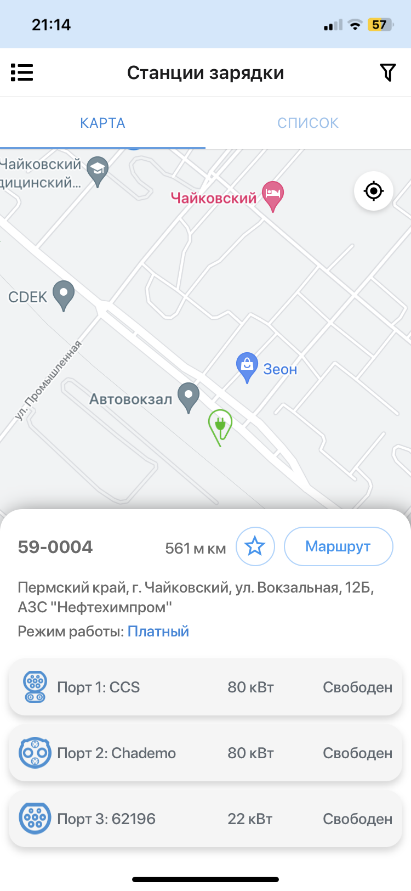 21:14
57
Станции зарядки
КАРТА
СПИСОК
Чайковский
дицинский...
Чайковский
CDEK
ул. Промышленная
Зеон
Автовокзал
59-0004
561 м км
Маршрут
Пермский край, г. Чайковский, ул. Вокзальная, 12Б,
АЗС "Нефтехимпром"
Режим работы: Платный
Порт 1: CCS
80 кВт
Свободен
Порт 2: Chademo
80 кВт
Свободен
Порт 3: 62196
22 кВт
Свободен